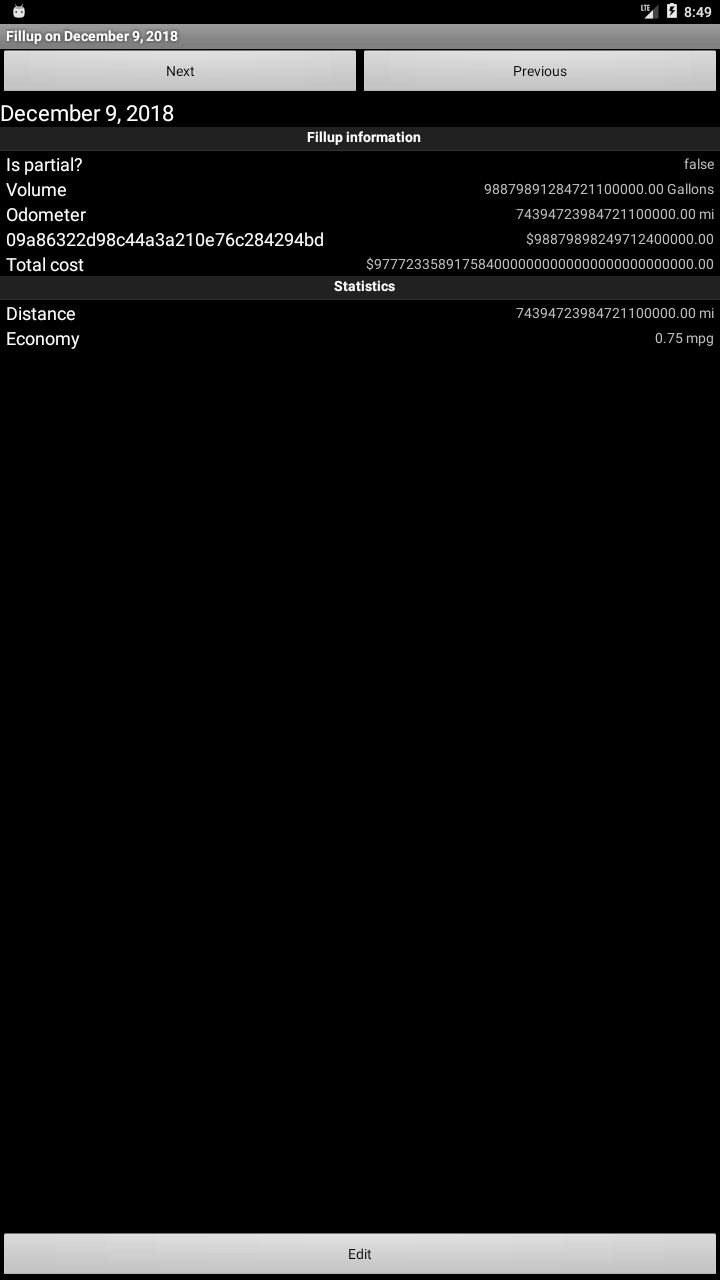 LTE 8:49
Fillup on December 9, 2018
Next Previous
December 9, 2018
Fillup information
Is partial? false
Volume 98879891284721100000.00 Gallons
Odometer 74394723984721100000.00 mi
09a86322d98c44a3a210e76c284294bd $98879898249712400000.00
Total cost $9777233589175840000000000000000000000000.00
Statistics
Distance 74394723984721100000.00 mi
Economy 0.75 mpg
Edit